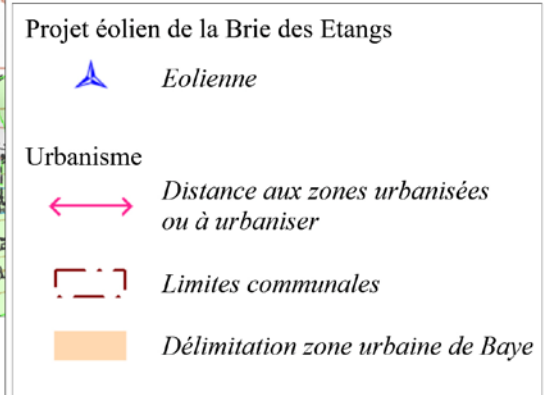 Projet éolien de la Brie des Etangs
Eolienne
Urbanisme
Distance aux zones urbanisées
ou à urbaniser
Limites communales
Délimitation zone urbaine de Baye